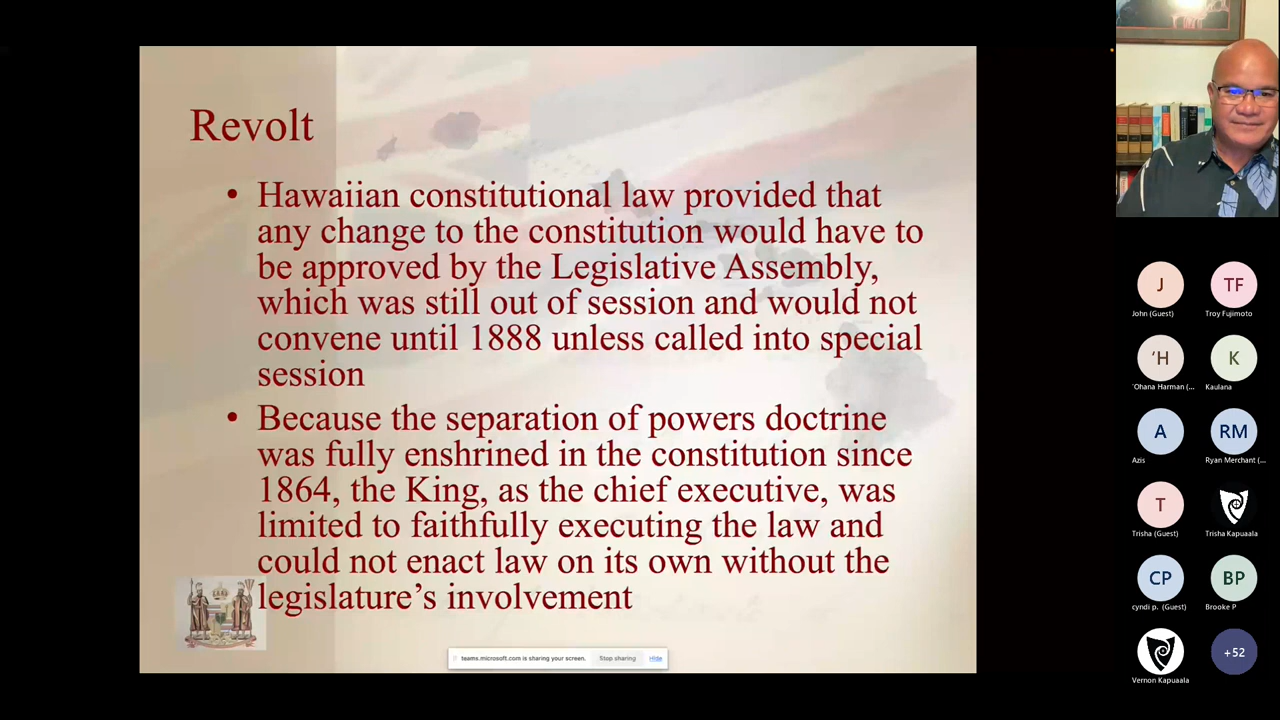 Revolt
• Hawaiian constitutional law provided that
any change to the constitution would have to
be approved by the Legislative Assembly,
which was still out of session and would not
convene until 1888 unless called into special
session
• Because the separation of powers doctrine
was fully enshrined in the constitution since
1864, the King, as the chief executive, was
limited to faithfully executing the law and
could not enact law on its own without the
legislature’s involvement
teams.microsoft.com is sharing your screen. Stop sharing Hide
J TF
John (Guest) Troy Fujimoto
‘H K
‘Ohana Harman (... Kaulana
A RM
Azis Ryan Merchant (...
T
Trisha (Guest) Trisha Kapuaala
CP BP
cyndi p. (Guest) Brooke P
+52
Vernon Kapuaala